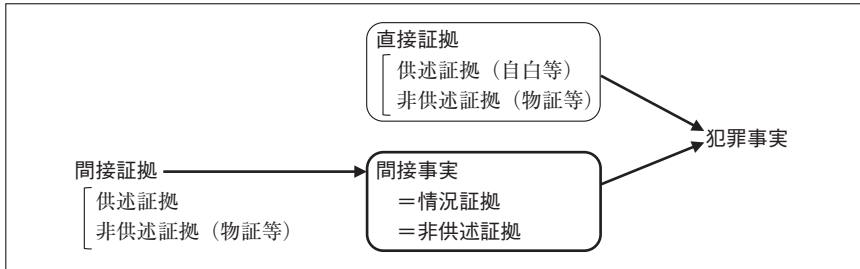 直接証拠
供述証拠（自白等）
非供述証拠（物証等）
犯罪事実
間接証拠
供述証拠
非供述証拠（物証等）
間接事実
＝情況証拠
＝非供述証拠